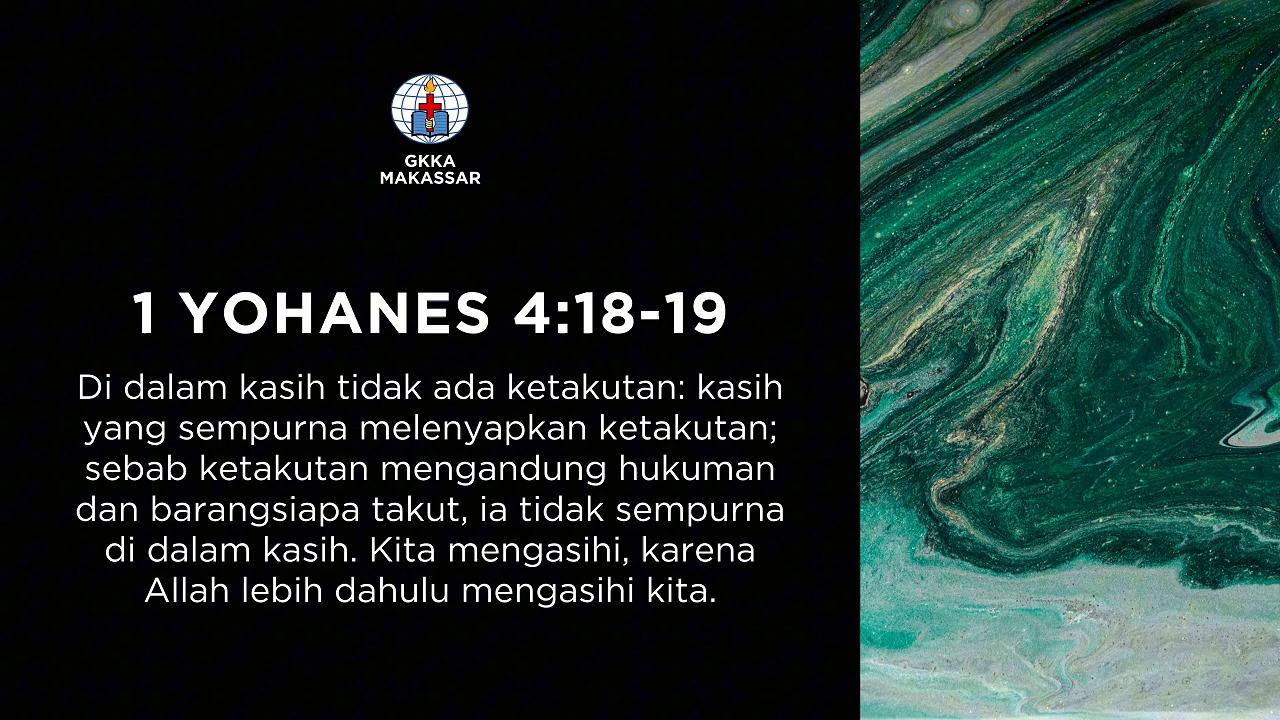 GKKA
MAKASSAR
1 YOHANES 4:18-19
Di dalam kasih tidak ada ketakutan: kasih
yang sempurna melenyapkan ketakutan;
sebab ketakutan mengandung hukuman
dan barangsiapa takut, ia tidak sempurna
di dalam kasih. Kita mengasihi, karena
Allah lebih dahulu mengasihi kita.